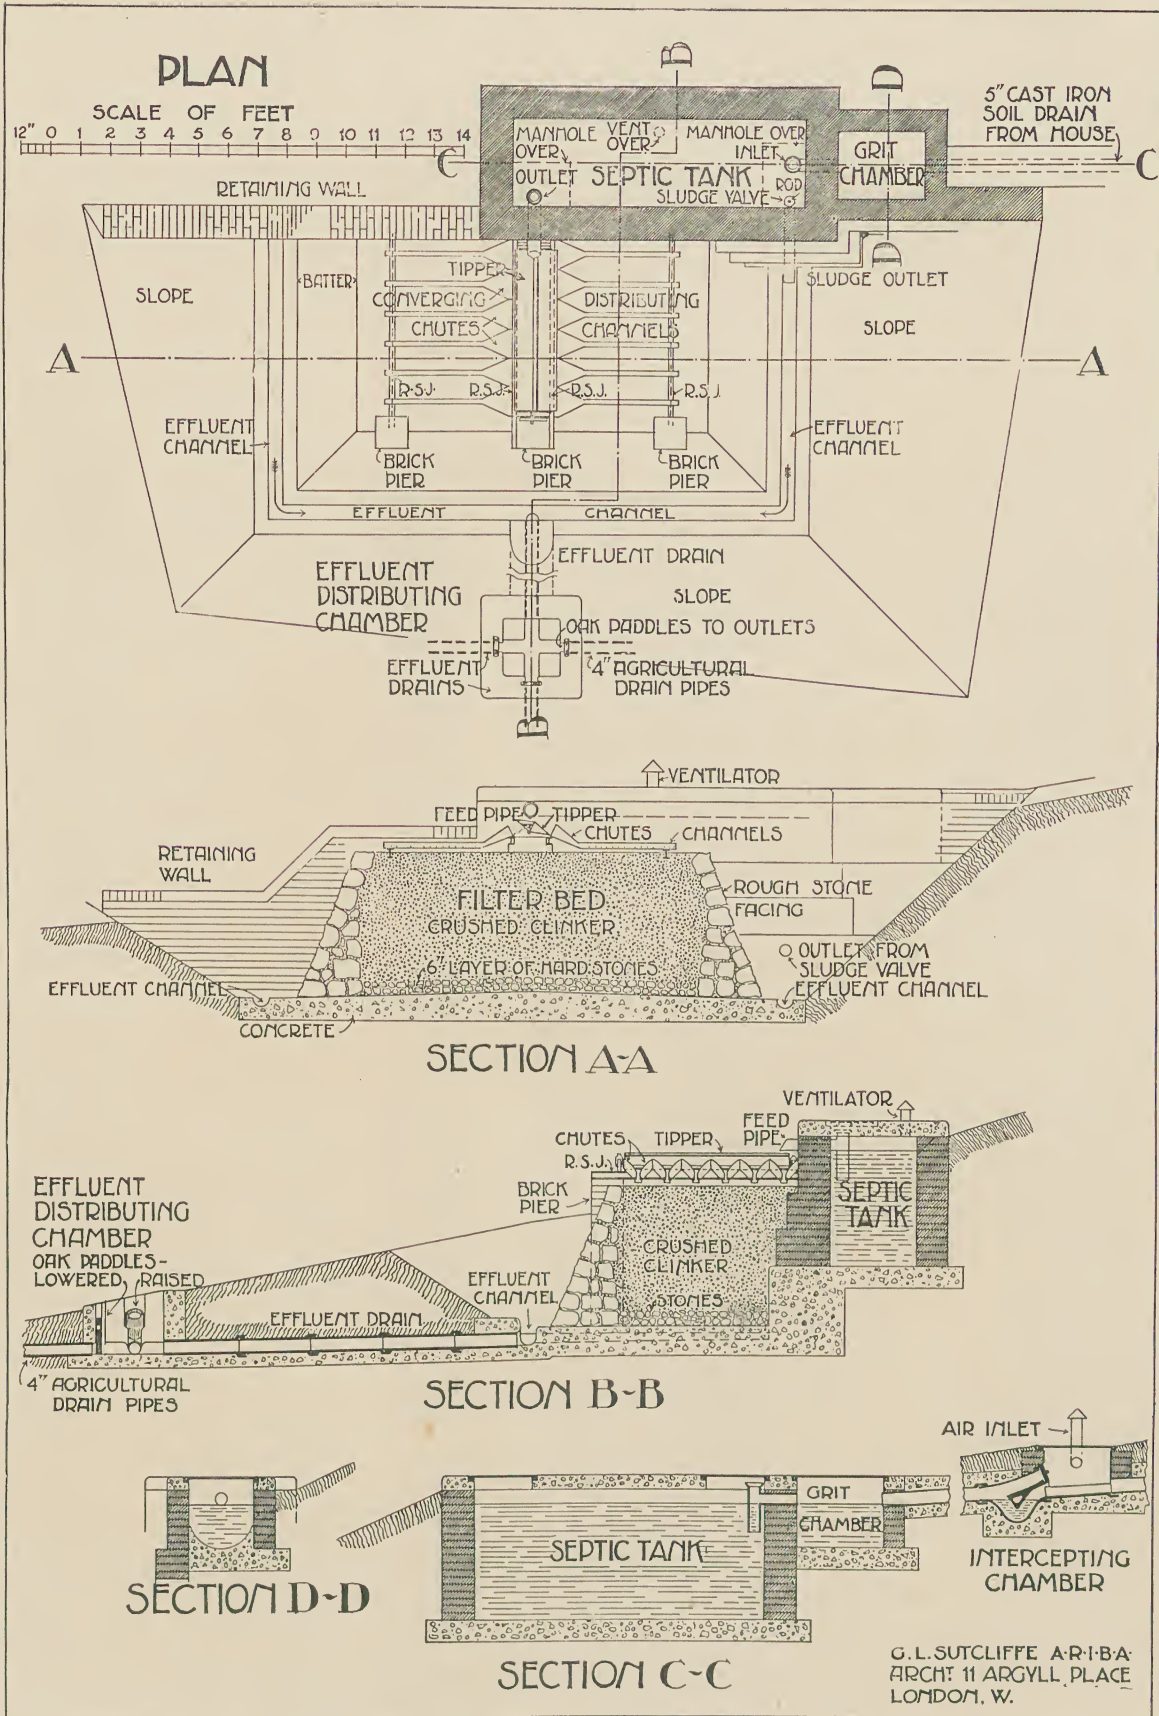 PLAN
SCALE OF FEET
12" 0 1 2 3 4 5 6 7 8 9 10 11 12 13 14
B
D
5" CAST IRON
SOIL DRAIN
FROM HOUSE
MANHOLE
OVER
VENT
OVER
MANHOLE OVER
INLET
GRIT
CHAMBER
C
C
OUTLET
SEPTIC TANK
ROD
SLUDGE VALVE
RETAINING WALL
D
SLUDGE OUTLET
SLOPE
BATTER
TIPPER
CONVERGING
CHUTES
DISTRIBUTING
CHANNELS
SLOPE
A
A
R.S.J.
R.S.J.
R.S.J.
R.S.J.
EFFLUENT
CHANNEL
EFFLUENT
CHANNEL
BRICK
PIER
BRICK
PIER
BRICK
PIER
EFFLUENT CHANNEL
EFFLUENT DRAIN
EFFLUENT
DISTRIBUTING
CHAMBER
SLOPE
OAK PADDLES TO OUTLETS
EFFLUENT
DRAINS
4" AGRICULTURAL
DRAIN PIPES
B
VENTILATOR
FEED PIPE
TIPPER
CHUTES
CHANNELS
RETAINING
WALL
FILTER BED
CRUSHED CLINKER
6" LAYER OF HARD STONES
ROUGH STONE
FACING
OUTLET FROM
SLUDGE VALVE
EFFLUENT CHANNEL
EFFLUENT CHANNEL
CONCRETE
SECTION A-A
VENTILATOR
CHUTES
TIPPER
FEED
PIPE
R.S.J.
BRICK
PIER
SEPTIC
TANK
EFFLUENT
DISTRIBUTING
CHAMBER
OAK PADDLES-
LOWERED, RAISED
CRUSHED
CLINKER
STONES
EFFLUENT
CHANNEL
EFFLUENT DRAIN
4" AGRICULTURAL
DRAIN PIPES
SECTION B-B
AIR INLET
GRIT
CHAMBER
SEPTIC TANK
INTERCEPTING
CHAMBER
SECTION D-D
SECTION C-C
G.L. SUTCLIFFE A·R·I·B·A·
ARCHT. 11 ARGYLL PLACE
LONDON, W.